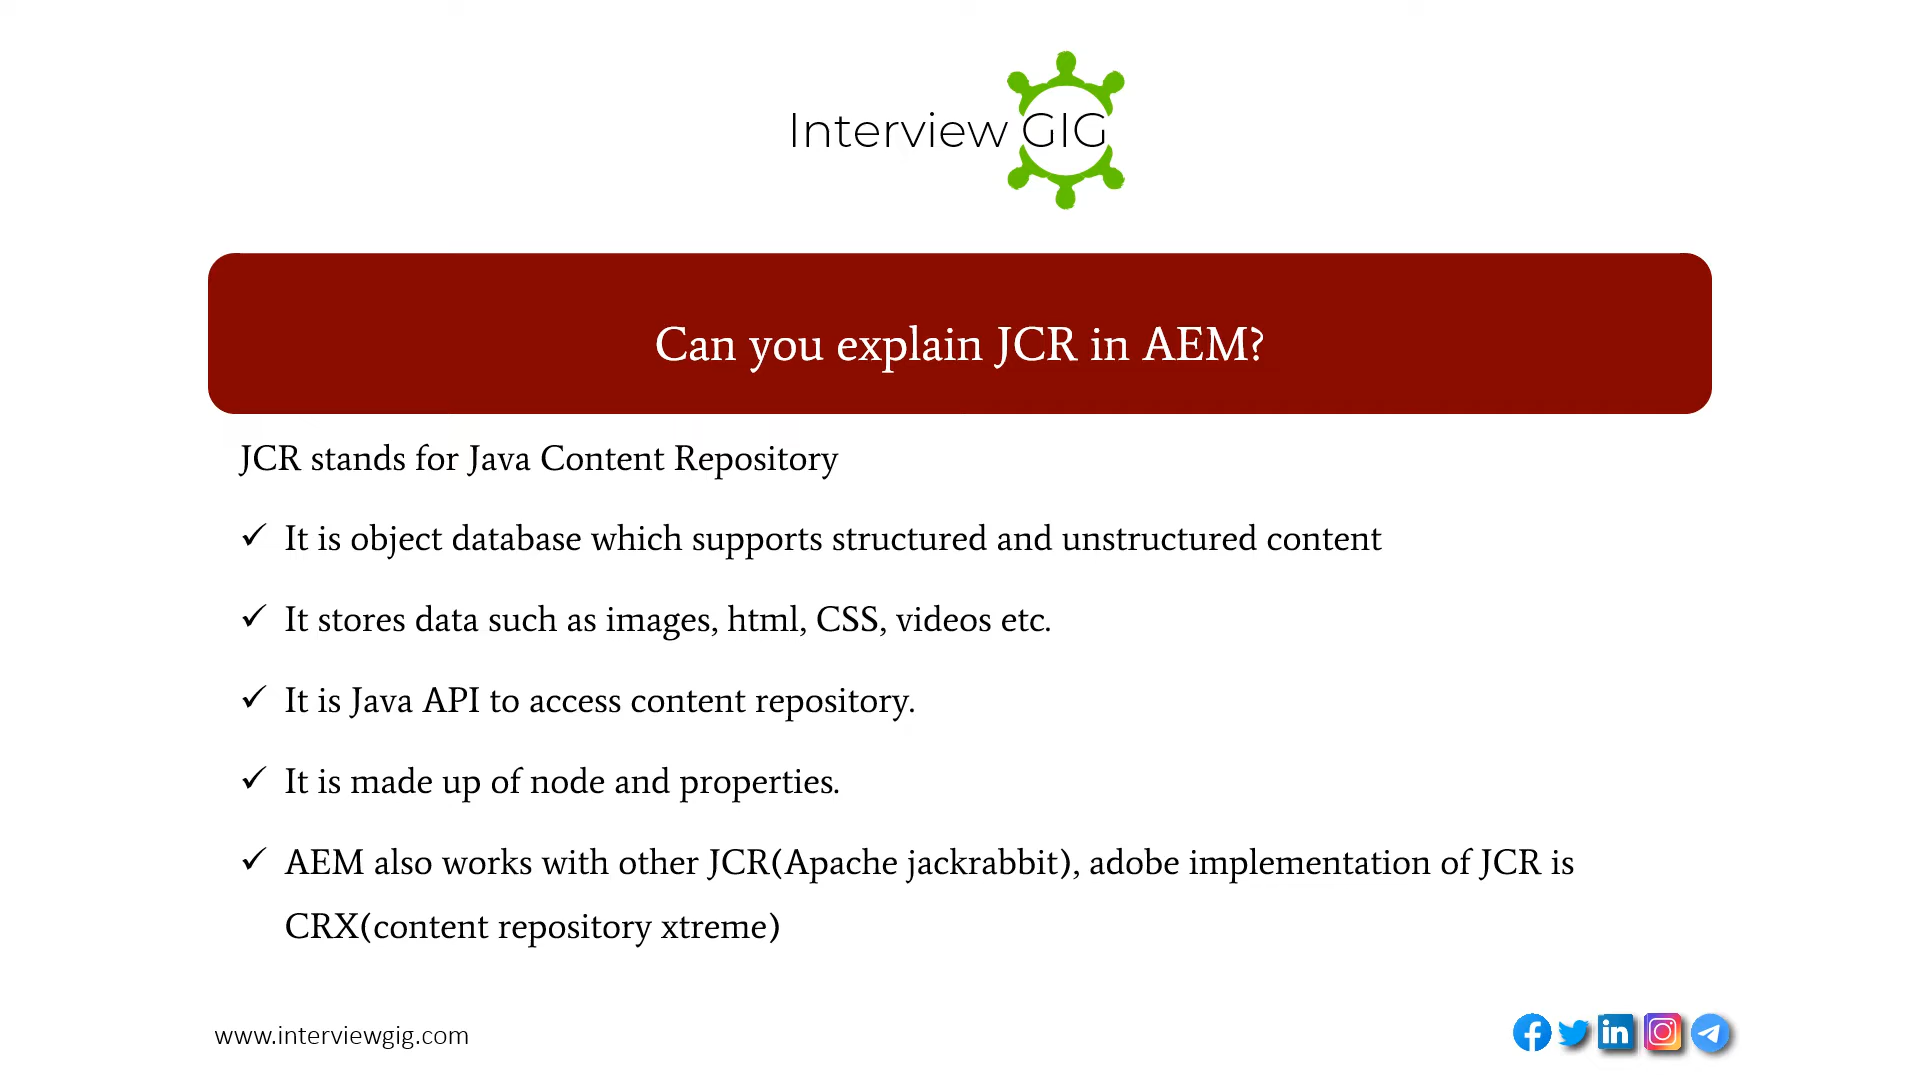 Interview GIG
Can you explain JCR in AEM?
JCR stands for Java Content Repository
✓ It is object database which supports structured and unstructured content
✓ It stores data such as images, html, CSS, videos etc.
✓ It is Java API to access content repository.
✓ It is made up of node and properties.
✓ AEM also works with other JCR(Apache jackrabbit), adobe implementation of JCR is
CRX(content repository xtreme)
www.interviewgig.com